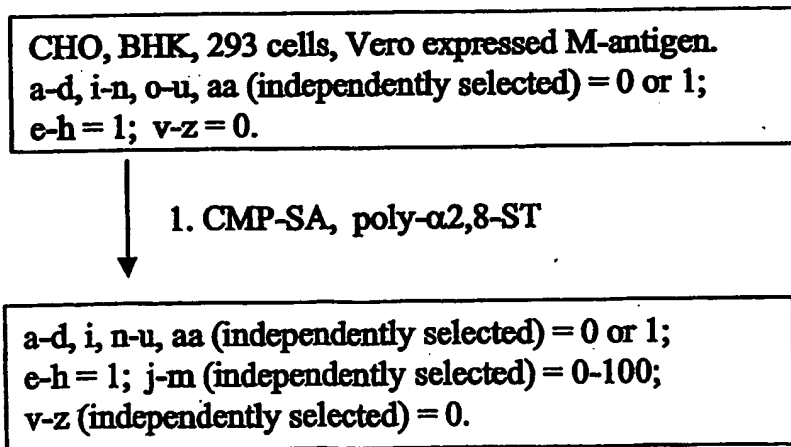 CHO, BHK, 293 cells, Vero expressed M-antigen.
a-d, i-n, o-u, aa (independently selected) = 0 or 1;
e-h = 1; v-z = 0.
1. CMP-SA, poly-α2,8-ST
a-d, i, n-u, aa (independently selected) = 0 or 1;
e-h = 1; j-m (independently selected) = 0-100;
v-z (independently selected) = 0.